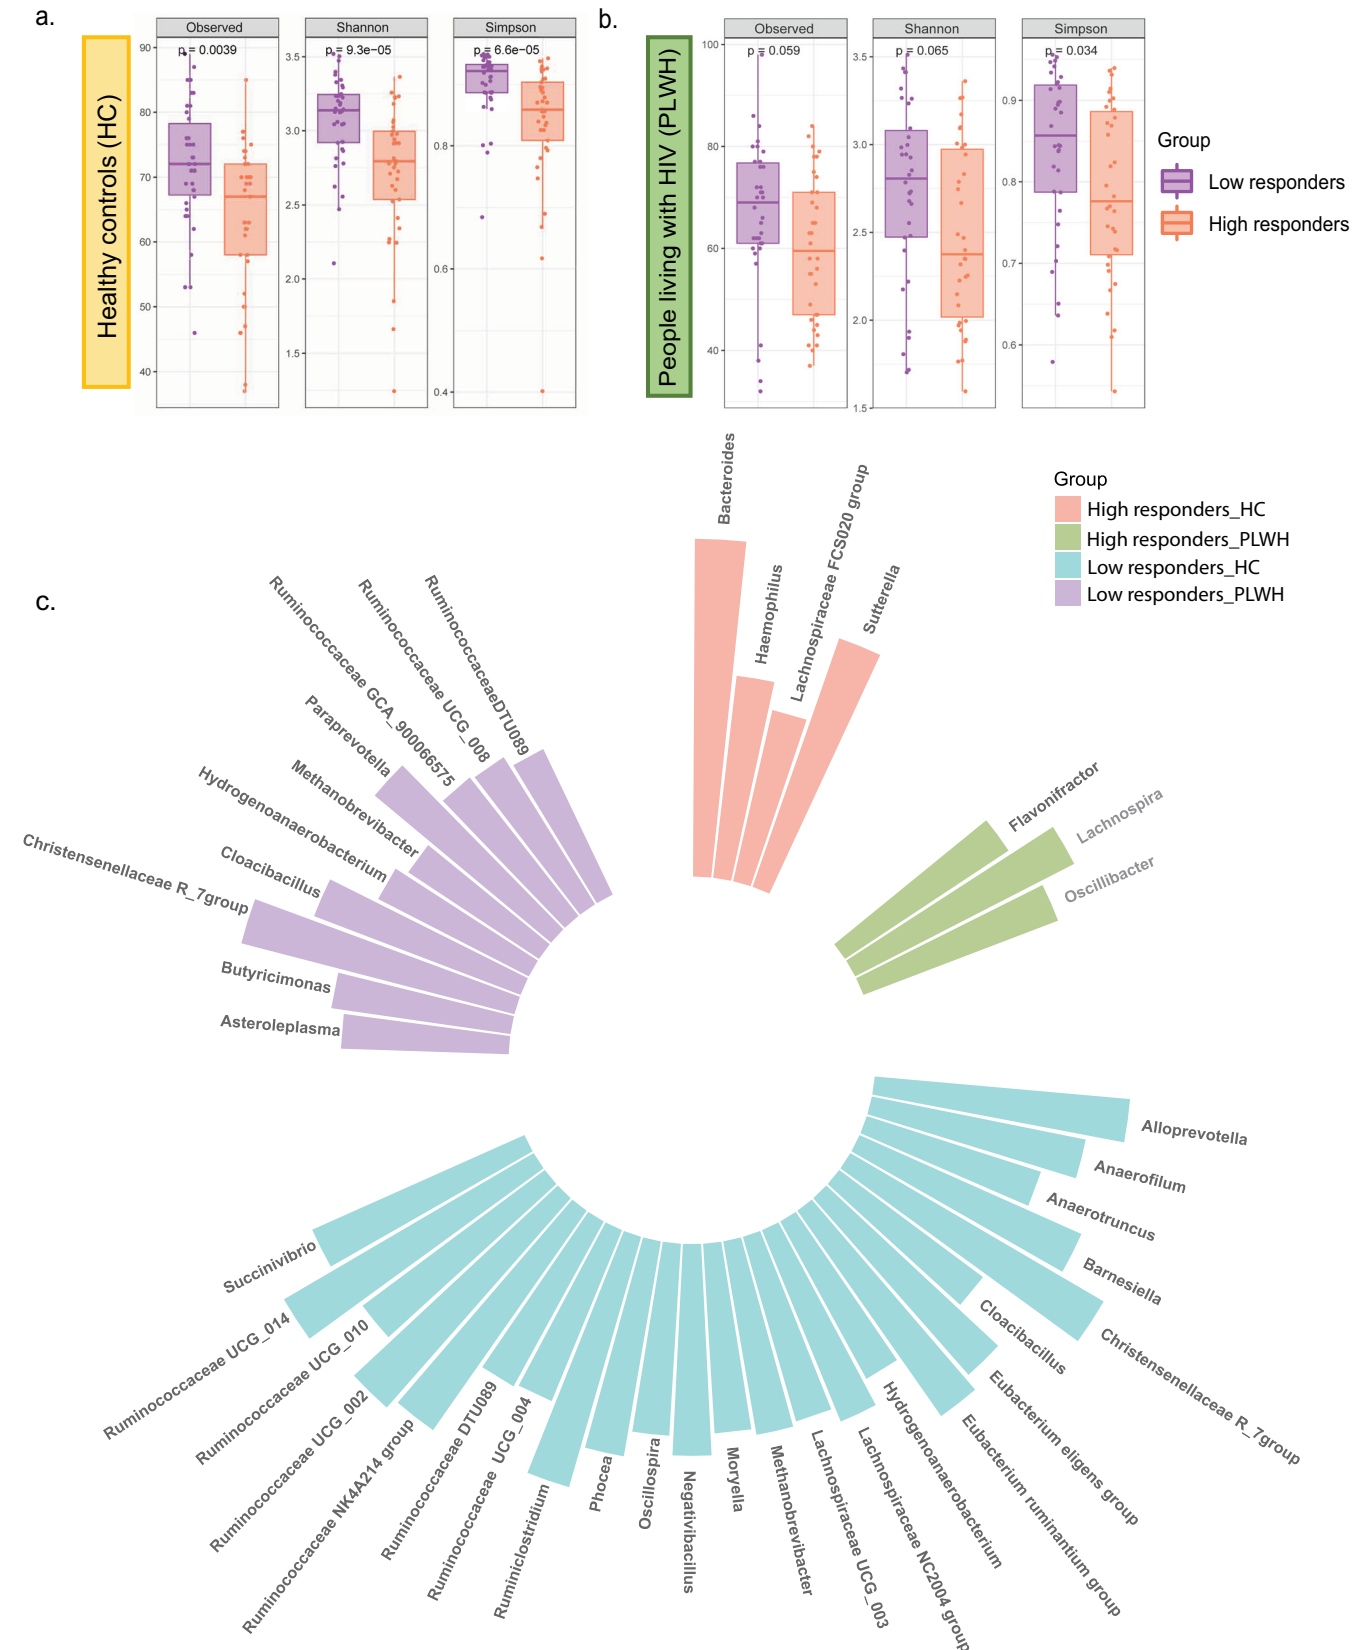 a.
Healthy controls (HC)
Observed
Shannon
Simpson
p = 0.0039
p = 9.3e−05
p = 6.6e−05
90
80
70
60
50
40
3.5
3.0
2.5
2.0
1.5
0.8
0.6
0.4
b.
People living with HIV (PLWH)
Observed
Shannon
Simpson
p = 0.059
p = 0.065
p = 0.034
100
80
60
40
3.5
3.0
2.5
2.0
1.5
0.9
0.8
0.7
0.6
Group
Low responders
High responders
c.
Group
High responders_HC
High responders_PLWH
Low responders_HC
Low responders_PLWH
Bacteroides
Haemophilus
Lachnospiraceae FCS020 group
Sutterella
Flavonifractor
Lachnospira
Oscillibacter
Alloprevotella
Anaerofilum
Anaerotruncus
Barnesiella
Christensenellaceae R_7group
Cloacibacillus
Eubacterium eligens group
Eubacterium ruminantium group
Hydrogenoanaerobacterium
Lachnospiraceae NC2004 group
Lachnospiraceae UCG_003
Methanobrevibacter
Moryella
Negativibacillus
Oscillospira
Phocea
Ruminiclostridium
Ruminococcaceae UCG_004
Ruminococcaceae DTU089
Ruminococcaceae NK4A214 group
Ruminococcaceae UCG_002
Ruminococcaceae UCG_010
Ruminococcaceae UCG_014
Succinivibrio
Asteroleplasma
Butyricimonas
Christensenellaceae R_7group
Cloacibacillus
Hydrogenoanaerobacterium
Methanobrevibacter
Paraprevotella
Ruminococcaceae GCA_900066575
Ruminococcaceae UCG_008
RuminococcaceaeDTU089